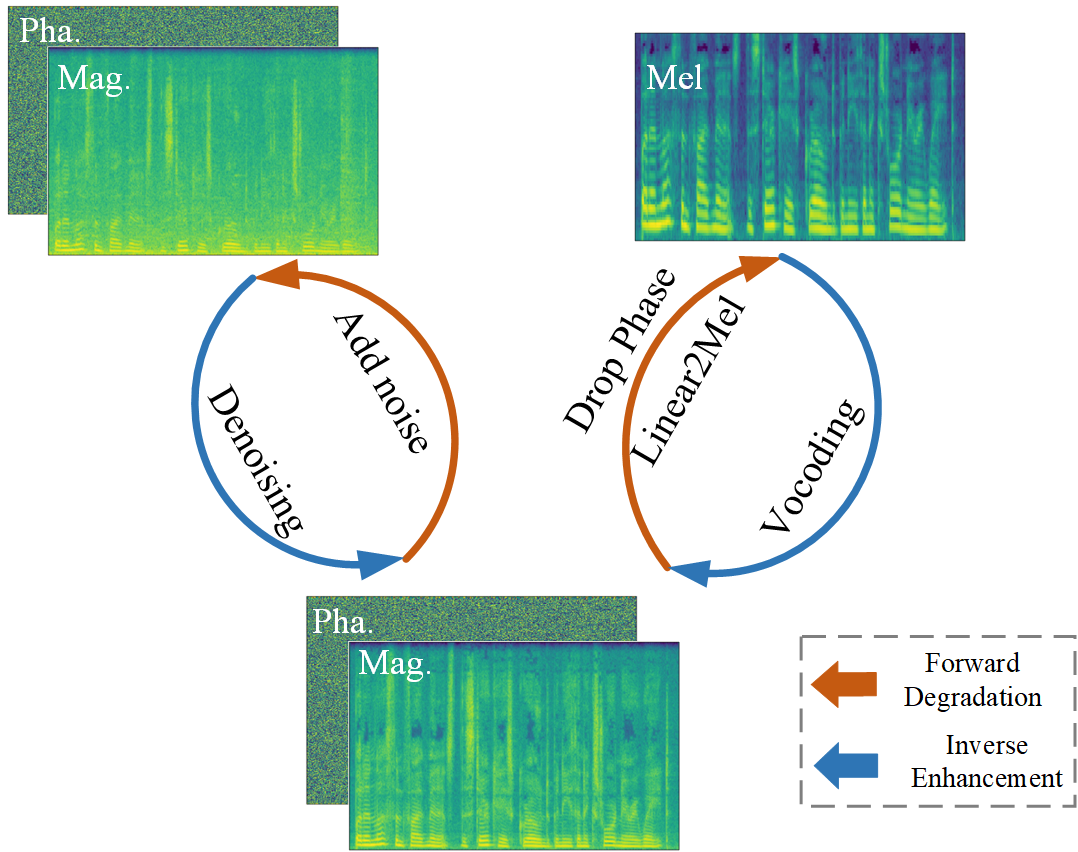 Pha.
Mag.
Mel
Add noise
Denoising
Drop Phase
Linear2Mel
Vocoding
Pha.
Mag.
Forward
Degradation
Inverse
Enhancement